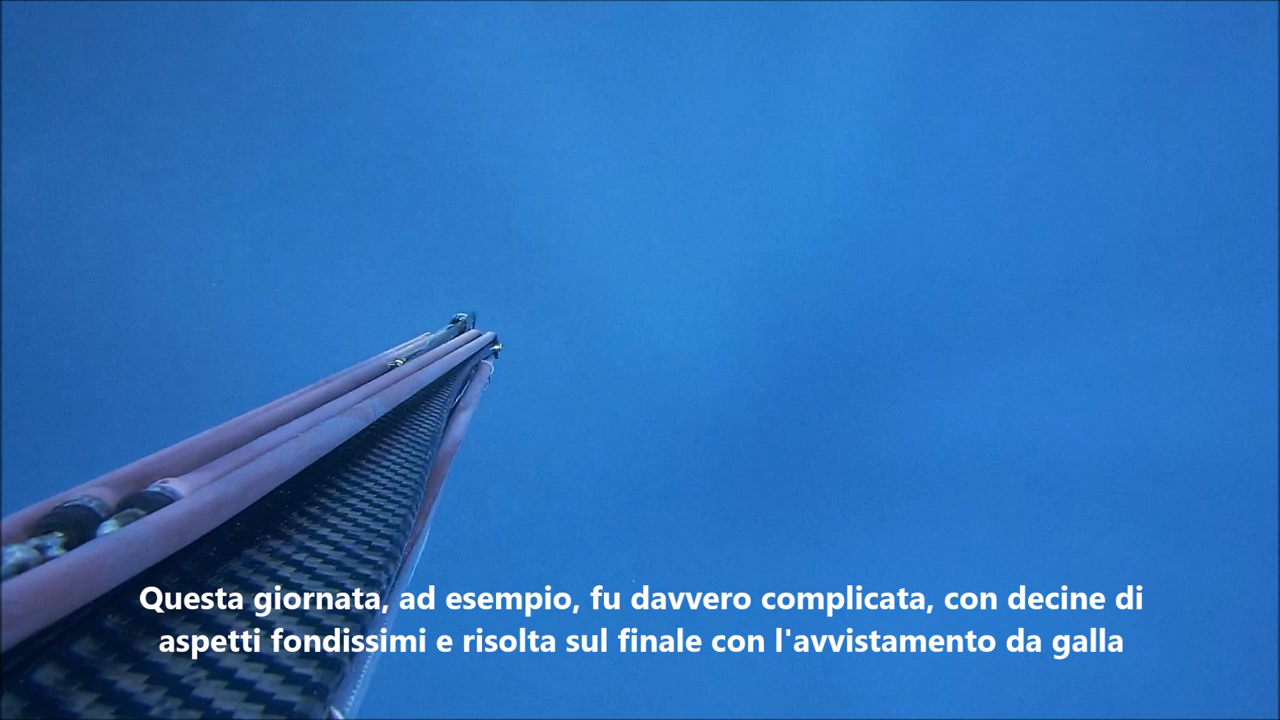 Questa giornata, ad esempio, fu davvero complicata, con decine di
aspetti fondissimi e risolta sul finale con l'avvistamento da galla